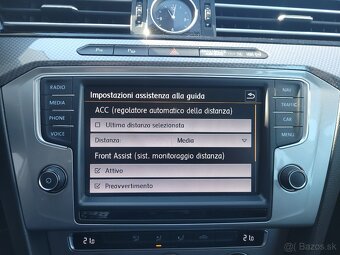 Impostazioni assistenza alla guida
ACC (regolatore automatico della distanza)
Ultima distanza selezionata
Distanza: Media
Front Assist (sist. monitoraggio distanza)
Attivo
Preavvertimento
RADIO
MEDIA
PHONE
VOICE
NAV
TRAFFIC
CAR
MENU
bazos.sk